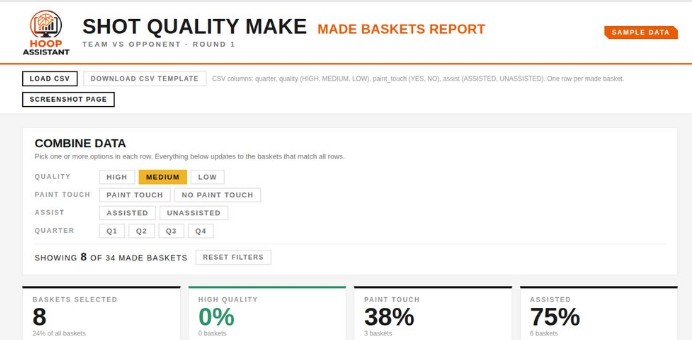 SHOT QUALITY MAKE MADE BASKETS REPORT
TEAM VS OPPONENT · ROUND 1
HOOP
ASSISTANT
SAMPLE DATA
LOAD CSV DOWNLOAD CSV TEMPLATE CSV columns: quarter, quality (HIGH, MEDIUM, LOW), paint_touch (YES, NO), assist (ASSISTED, UNASSISTED). One row per made basket.
SCREENSHOT PAGE
COMBINE DATA
Pick one or more options in each row. Everything below updates to the baskets that match all rows.
QUALITY HIGH MEDIUM LOW
PAINT TOUCH PAINT TOUCH NO PAINT TOUCH
ASSIST ASSISTED UNASSISTED
QUARTER Q1 Q2 Q3 Q4
SHOWING 8 OF 34 MADE BASKETS RESET FILTERS
BASKETS SELECTED HIGH QUALITY PAINT TOUCH ASSISTED
8 0% 38% 75%
24% of all baskets 0 baskets 3 baskets 6 baskets